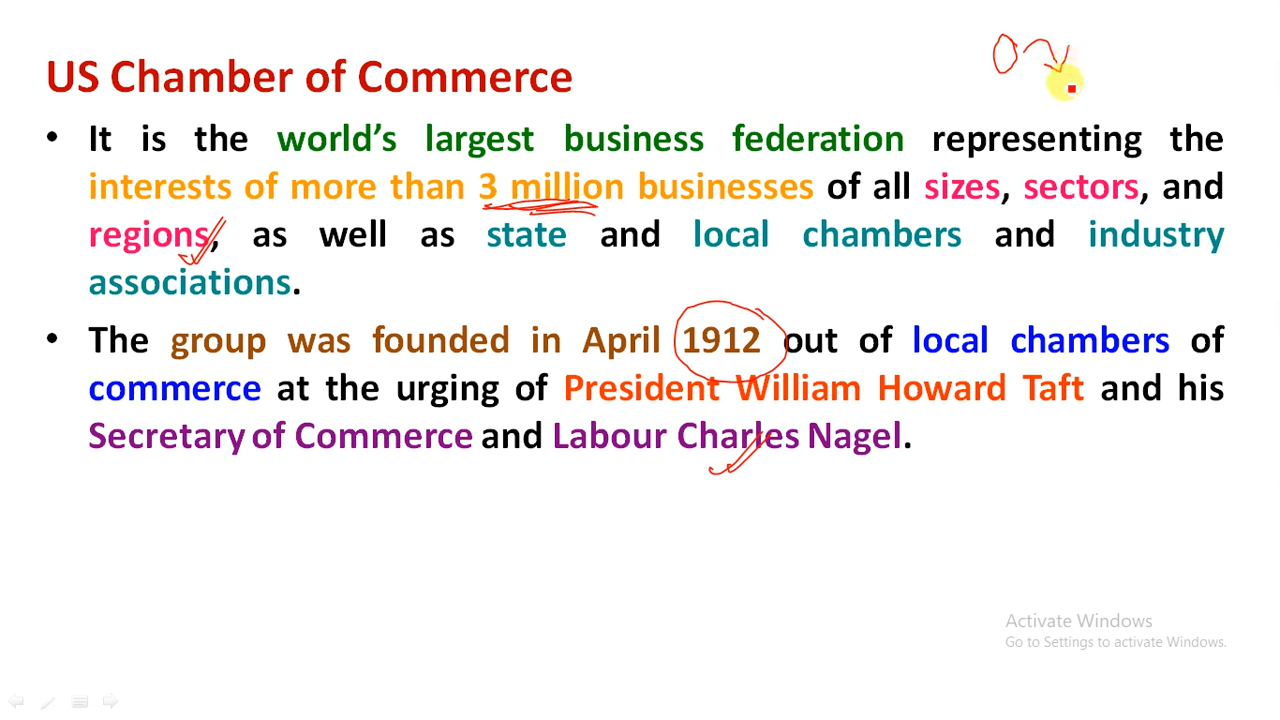 US Chamber of Commerce
• It is the world's largest business federation representing the
interests of more than 3 million businesses of all sizes, sectors, and
regions, as well as state and local chambers and industry
associations.
• The group was founded in April 1912 out of local chambers of
commerce at the urging of President William Howard Taft and his
Secretary of Commerce and Labour Charles Nagel.
Activate Windows
Go to Settings to activate Windows.